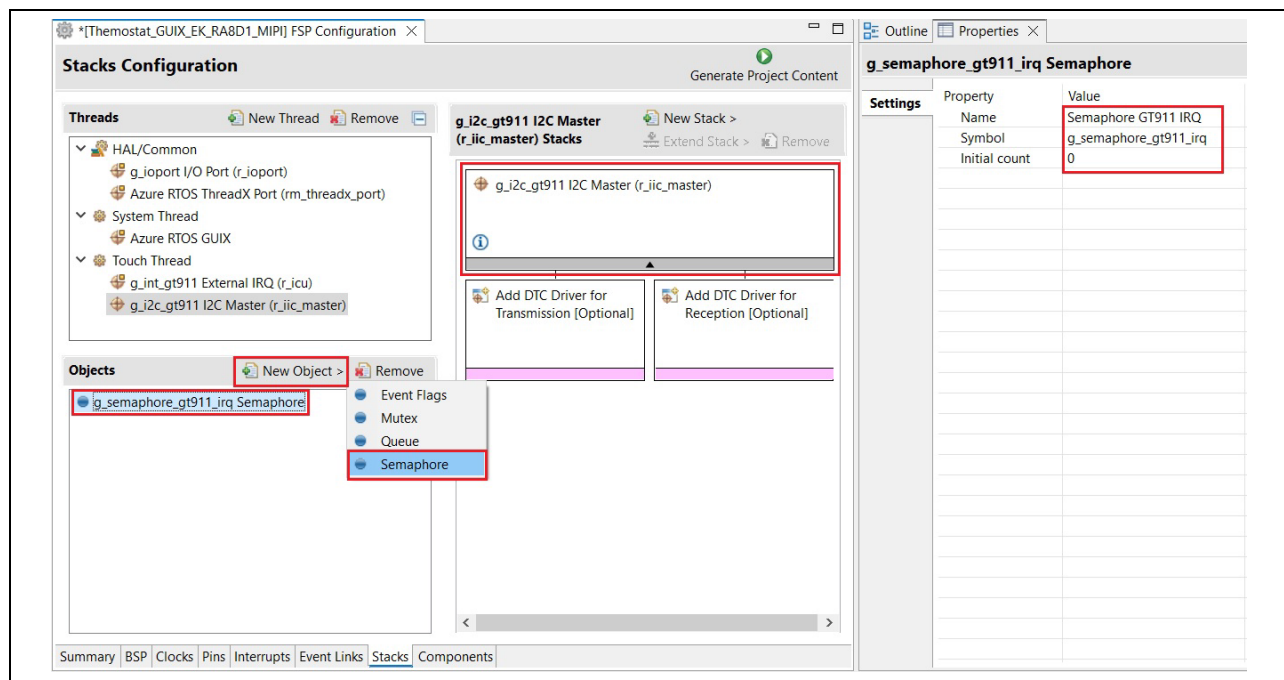 *[Themostat_GUIX_EK_RA8D1_MIPI] FSP Configuration
Stacks Configuration
Generate Project Content
Threads
New Thread
Remove
HAL/Common
g_ioport I/O Port (r_ioport)
Azure RTOS ThreadX Port (rm_threadx_port)
System Thread
Azure RTOS GUIX
Touch Thread
g_int_gt911 External IRQ (r_icu)
g_i2c_gt911 I2C Master (r_iic_master)
Objects
New Object >
Remove
g_semaphore_gt911_irq Semaphore
Event Flags
Mutex
Queue
Semaphore
g_i2c_gt911 I2C Master
(r_iic_master) Stacks
New Stack >
Extend Stack >
Remove
g_i2c_gt911 I2C Master (r_iic_master)
Add DTC Driver for
Transmission [Optional]
Add DTC Driver for
Reception [Optional]
Summary BSP Clocks Pins Interrupts Event Links Stacks Components
Outline
Properties
g_semaphore_gt911_irq Semaphore
Settings
Property Value
Name Semaphore GT911 IRQ
Symbol g_semaphore_gt911_irq
Initial count 0